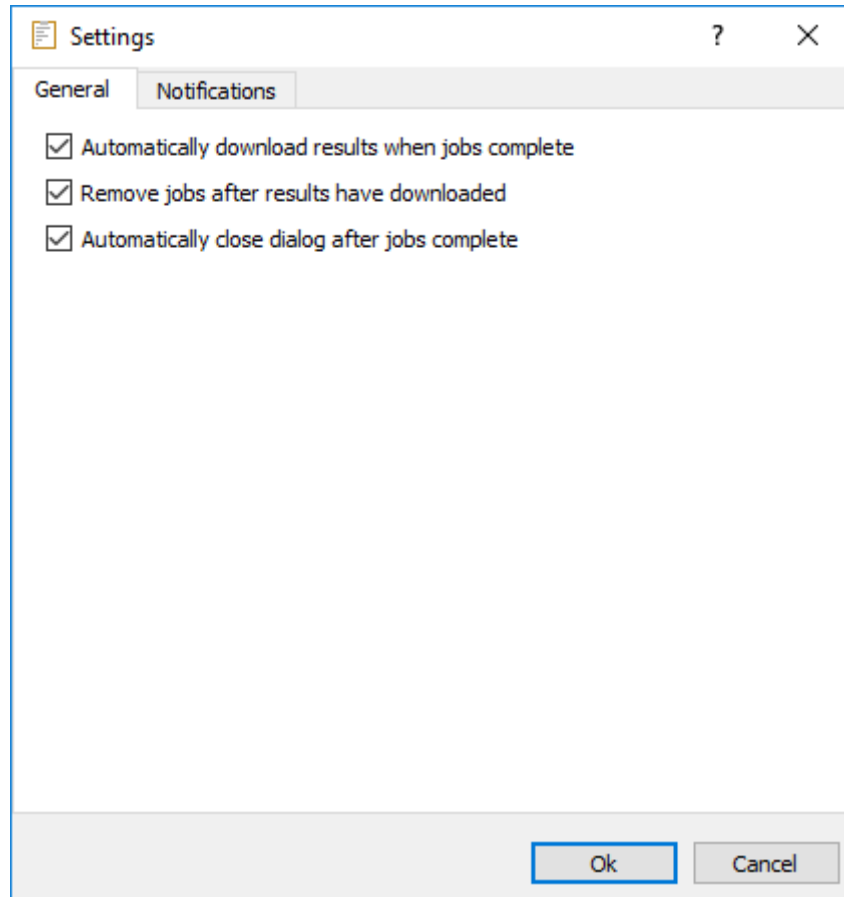 Settings
General Notifications
Automatically download results when jobs complete
Remove jobs after results have downloaded
Automatically close dialog after jobs complete
Ok Cancel